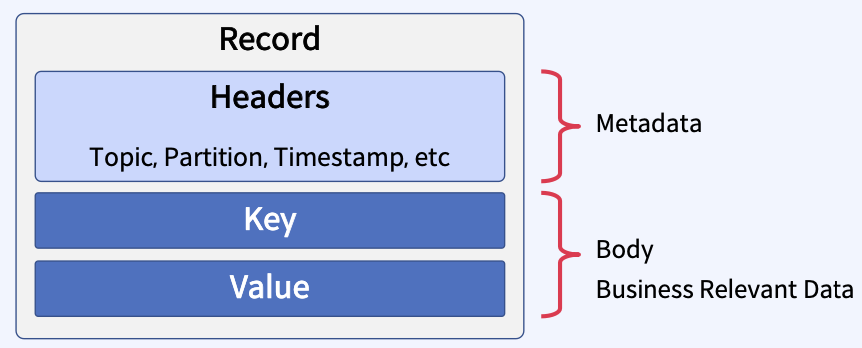 Record
Headers
Topic, Partition, Timestamp, etc
Metadata
Key
Value
Body
Business Relevant Data